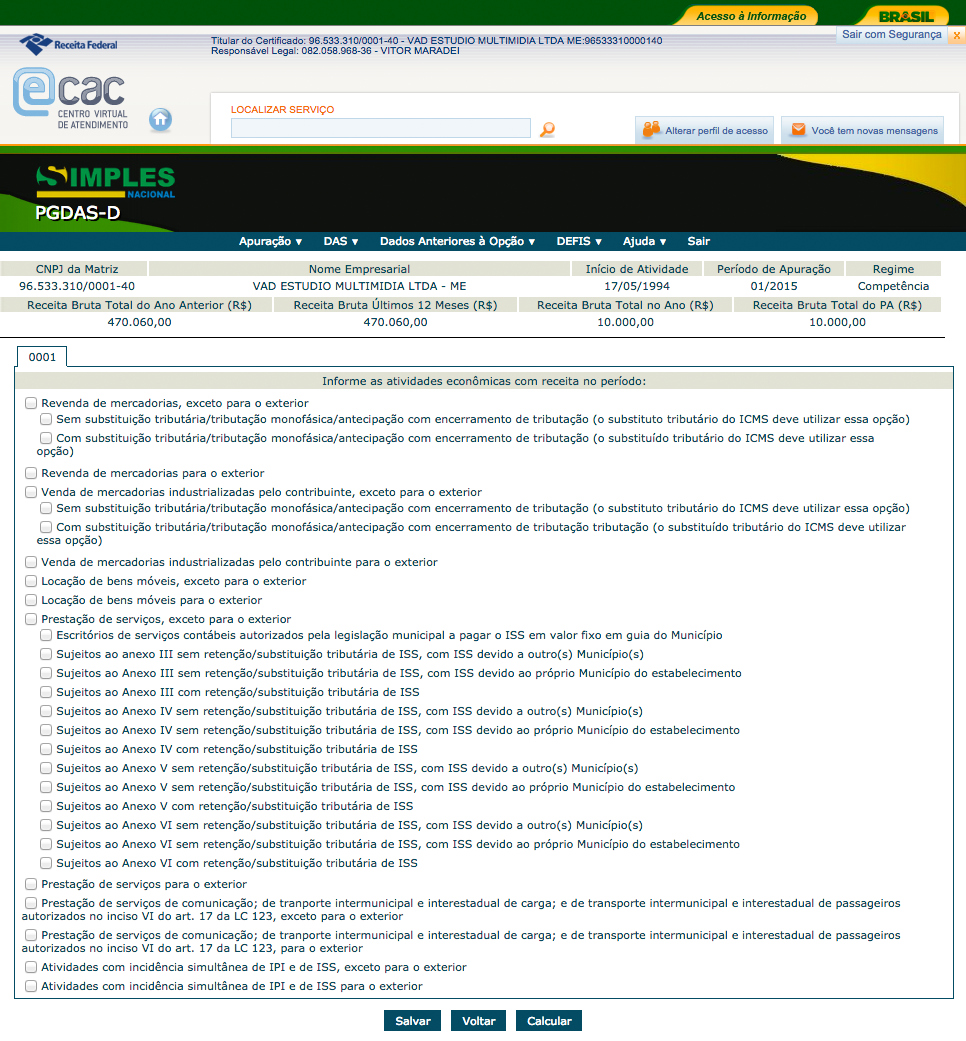 Acesso à Informação
BRASIL
Receita Federal
Titular do Certificado: 96.533.310/0001-40 - VAD ESTUDIO MULTIMIDIA LTDA ME:96533310000140
Responsável Legal: 082.058.968-36 - VITOR MARADEI
Sair com Segurança x
ecac
CENTRO VIRTUAL
DE ATENDIMENTO
LOCALIZAR SERVIÇO
Alterar perfil de acesso
Você tem novas mensagens
SIMPLES
NACIONAL
PGDAS-D
Apuração ▼ DAS ▼ Dados Anteriores à Opção ▼ DEFIS ▼ Ajuda ▼ Sair
CNPJ da Matriz Nome Empresarial Início de Atividade Período de Apuração Regime
96.533.310/0001-40 VAD ESTUDIO MULTIMIDIA LTDA - ME 17/05/1994 01/2015 Competência
Receita Bruta Total do Ano Anterior (R$) Receita Bruta Últimos 12 Meses (R$) Receita Bruta Total no Ano (R$) Receita Bruta Total do PA (R$)
470.060,00 470.060,00 10.000,00 10.000,00
0001
Informe as atividades econômicas com receita no período:
Revenda de mercadorias, exceto para o exterior
Sem substituição tributária/tributação monofásica/antecipação com encerramento de tributação (o substituto tributário do ICMS deve utilizar essa opção)
Com substituição tributária/tributação monofásica/antecipação com encerramento de tributação (o substituído tributário do ICMS deve utilizar essa
opção)
Revenda de mercadorias para o exterior
Venda de mercadorias industrializadas pelo contribuinte, exceto para o exterior
Sem substituição tributária/tributação monofásica/antecipação com encerramento de tributação (o substituto tributário do ICMS deve utilizar essa opção)
Com substituição tributária/tributação monofásica/antecipação com encerramento de tributação tributação (o substituído tributário do ICMS deve utilizar
essa opção)
Venda de mercadorias industrializadas pelo contribuinte para o exterior
Locação de bens móveis, exceto para o exterior
Locação de bens móveis para o exterior
Prestação de serviços, exceto para o exterior
Escritórios de serviços contábeis autorizados pela legislação municipal a pagar o ISS em valor fixo em guia do Município
Sujeitos ao anexo III sem retenção/substituição tributária de ISS, com ISS devido a outro(s) Município(s)
Sujeitos ao Anexo III sem retenção/substituição tributária de ISS, com ISS devido ao próprio Município do estabelecimento
Sujeitos ao Anexo III com retenção/substituição tributária de ISS
Sujeitos ao Anexo IV sem retenção/substituição tributária de ISS, com ISS devido a outro(s) Município(s)
Sujeitos ao Anexo IV sem retenção/substituição tributária de ISS, com ISS devido ao próprio Município do estabelecimento
Sujeitos ao Anexo IV com retenção/substituição tributária de ISS
Sujeitos ao Anexo V sem retenção/substituição tributária de ISS, com ISS devido a outro(s) Município(s)
Sujeitos ao Anexo V sem retenção/substituição tributária de ISS, com ISS devido ao próprio Município do estabelecimento
Sujeitos ao Anexo V com retenção/substituição tributária de ISS
Sujeitos ao Anexo VI sem retenção/substituição tributária de ISS, com ISS devido a outro(s) Município(s)
Sujeitos ao Anexo VI sem retenção/substituição tributária de ISS, com ISS devido ao próprio Município do estabelecimento
Sujeitos ao Anexo VI com retenção/substituição tributária de ISS
Prestação de serviços para o exterior
Prestação de serviços de comunicação; de tranporte intermunicipal e interestadual de carga; e de transporte intermunicipal e interestadual de passageiros
autorizados no inciso VI do art. 17 da LC 123, exceto para o exterior
Prestação de serviços de comunicação; de tranporte intermunicipal e interestadual de carga; e de transporte intermunicipal e interestadual de passageiros
autorizados no inciso VI do art. 17 da LC 123, para o exterior
Atividades com incidência simultânea de IPI e de ISS, exceto para o exterior
Atividades com incidência simultânea de IPI e de ISS para o exterior
Salvar Voltar Calcular